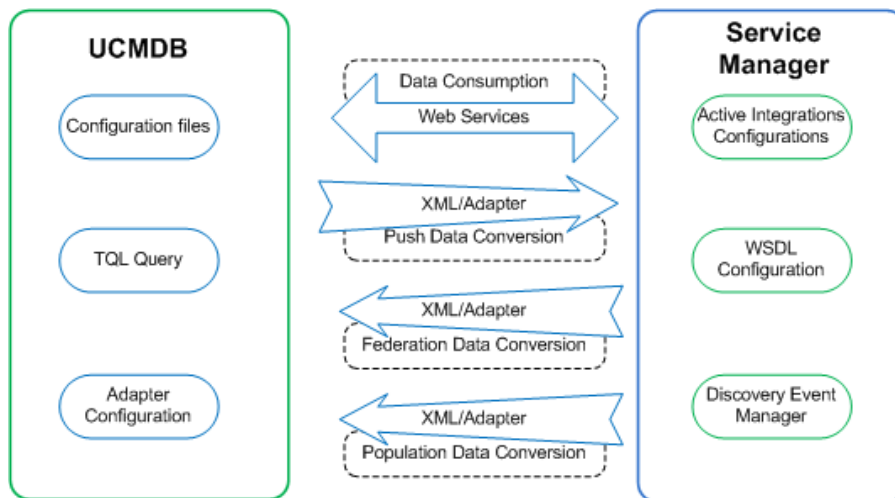 UCMDB
Configuration files
TQL Query
Adapter
Configuration
Data Consumption
Web Services
XML/Adapter
Push Data Conversion
XML/Adapter
Federation Data Conversion
XML/Adapter
Population Data Conversion
Service
Manager
Active Integrations
Configurations
WSDL
Configuration
Discovery Event
Manager